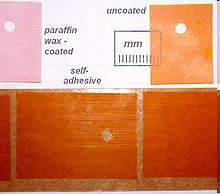 uncoated
paraffin
wax -
coated
mm
self-
adhesive